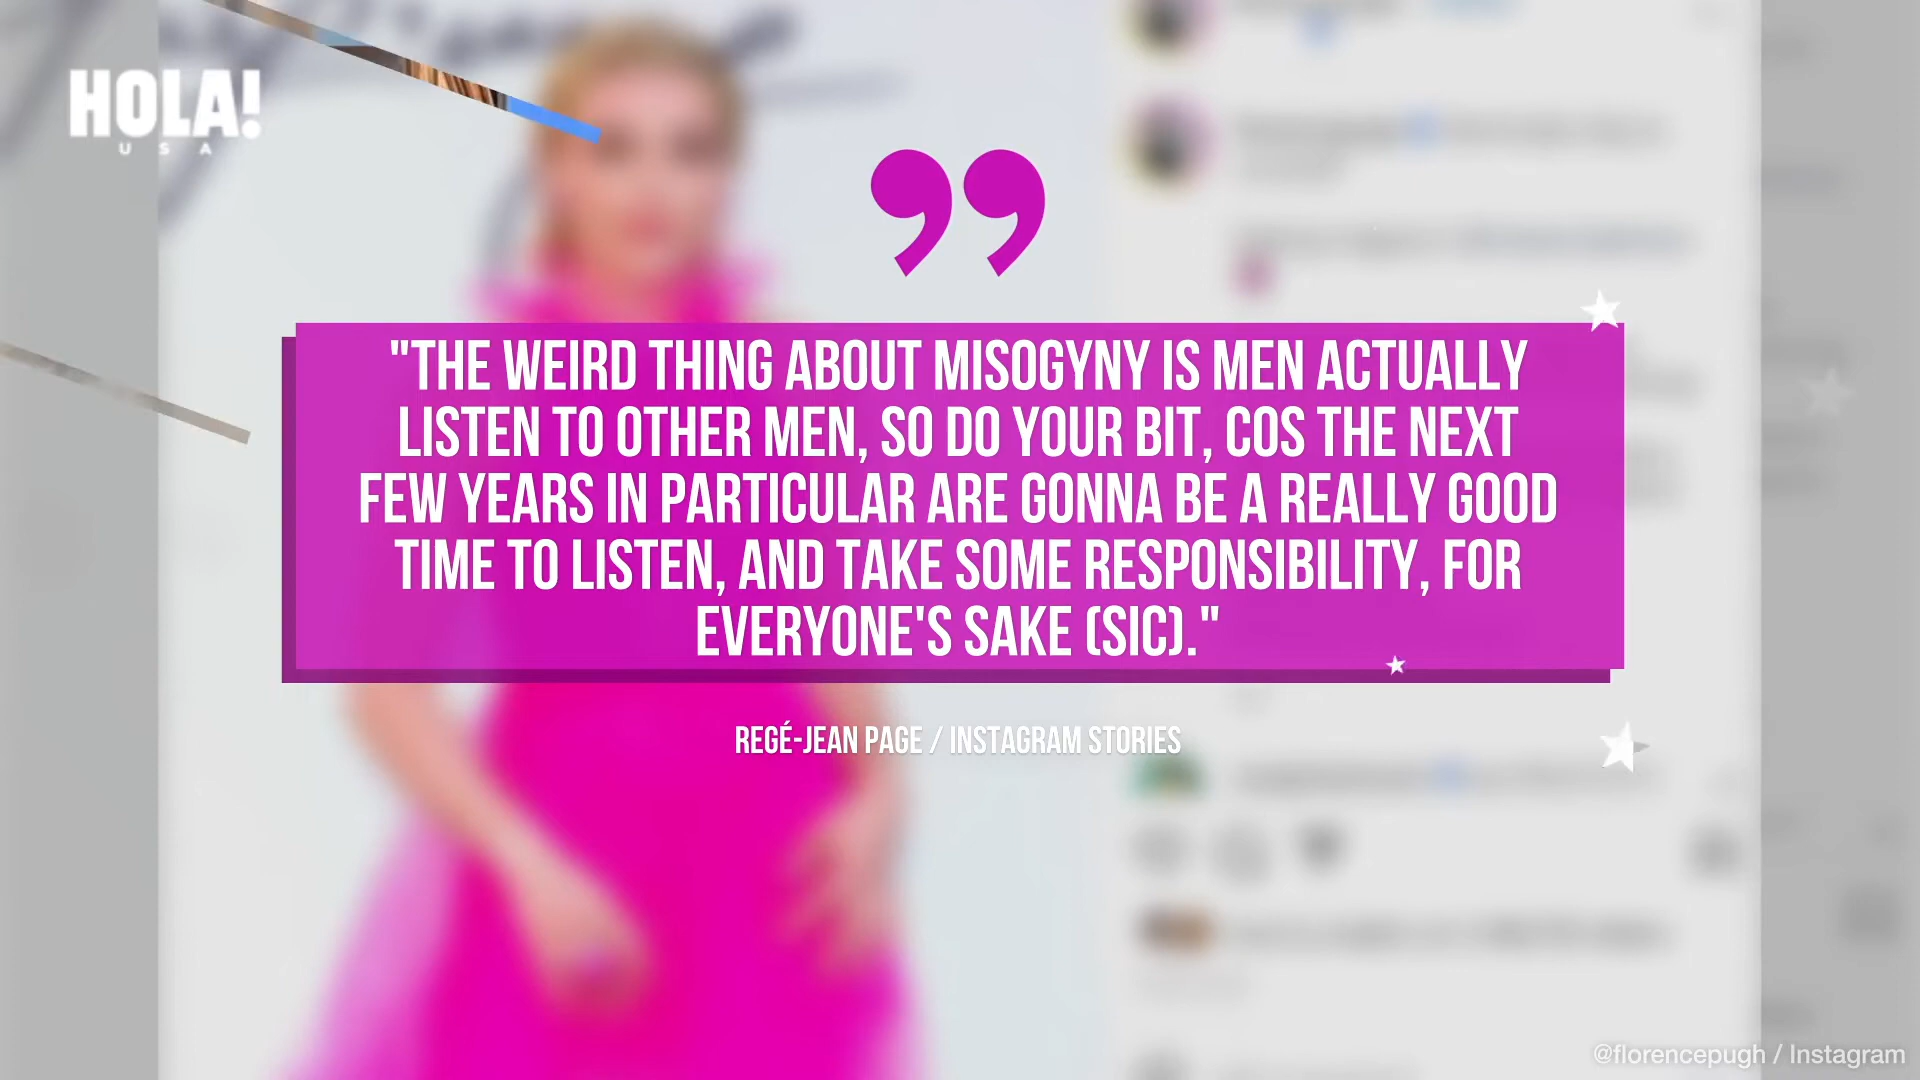 HOLA!
USA
"THE WEIRD THING ABOUT MISOGYNY IS MEN ACTUALLY
LISTEN TO OTHER MEN, SO DO YOUR BIT, COS THE NEXT
FEW YEARS IN PARTICULAR ARE GONNA BE A REALLY GOOD
TIME TO LISTEN, AND TAKE SOME RESPONSIBILITY, FOR
EVERYONE'S SAKE (SIC)."
REGÉ-JEAN PAGE / INSTAGRAM STORIES
@florencepugh / Instagram